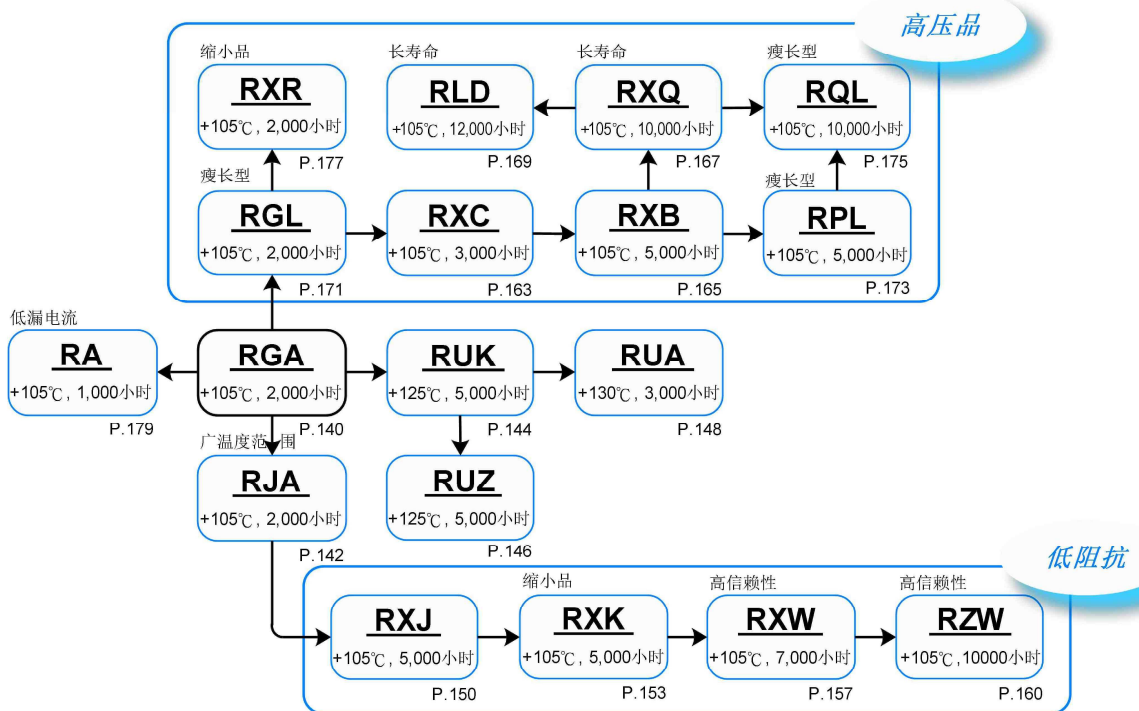 高压品
缩小品
长寿命
长寿命
瘦长型
RXR
RLD
RXQ
RQL
+105℃, 2,000小时
+105℃, 12,000小时
+105℃, 10,000小时
+105℃, 10,000小时
P.177
P.169
P.167
P.175
瘦长型
瘦长型
RGL
RXC
RXB
RPL
+105℃, 2,000小时
+105℃, 3,000小时
+105℃, 5,000小时
+105℃, 5,000小时
P.171
P.163
P.165
P.173
低漏电流
RA
RGA
RUK
RUA
+105℃, 1,000小时
+105℃, 2,000小时
+125℃, 5,000小时
+130℃, 3,000小时
P.179
P.140
P.144
P.148
广温度范围
RJA
RUZ
+105℃, 2,000小时
+125℃, 5,000小时
P.142
P.146
低阻抗
缩小品
高信赖性
高信赖性
RXJ
RXK
RXW
RZW
+105℃, 5,000小时
+105℃, 5,000小时
+105℃, 7,000小时
+105℃, 10000小时
P.150
P.153
P.157
P.160